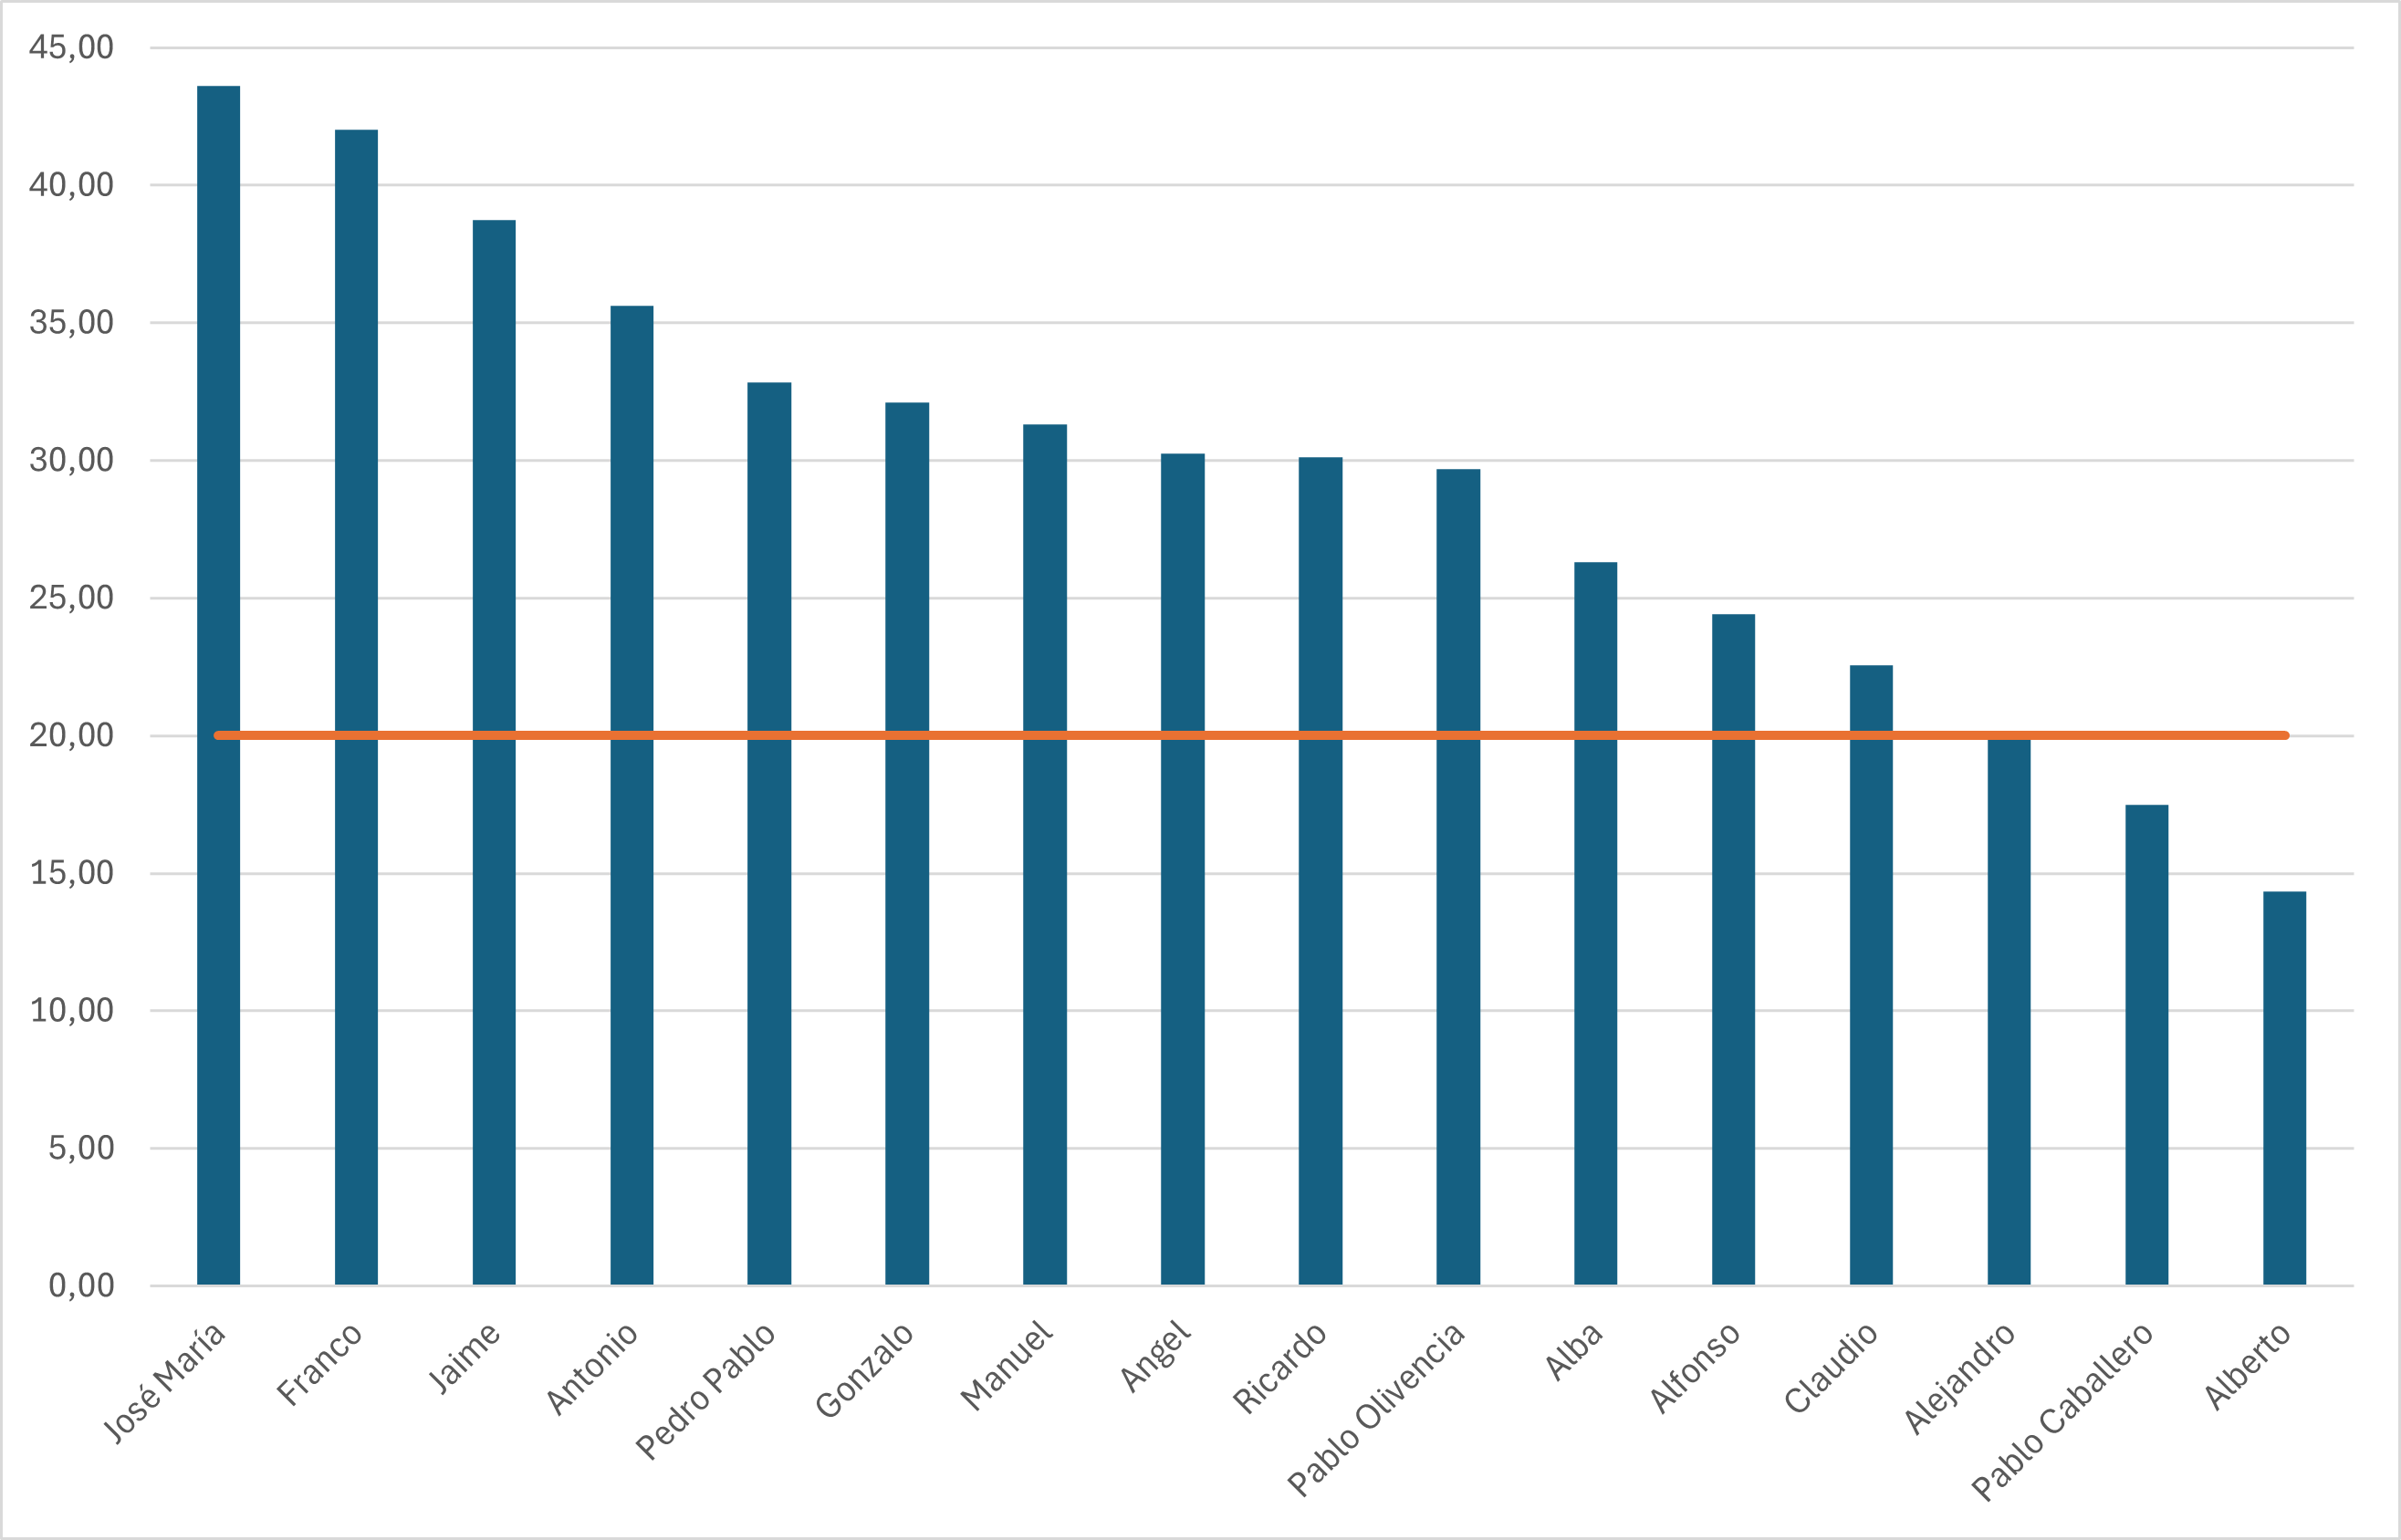 45,00
40,00
35,00
30,00
25,00
20,00
15,00
10,00
5,00
0,00
José María
Franco
Jaime
Antonio
Pedro Pablo
Gonzalo
Manuel
Angel
Ricardo
Pablo Olivencia
Alba
Alfonso
Claudio
Alejandro
Pablo Caballero
Alberto